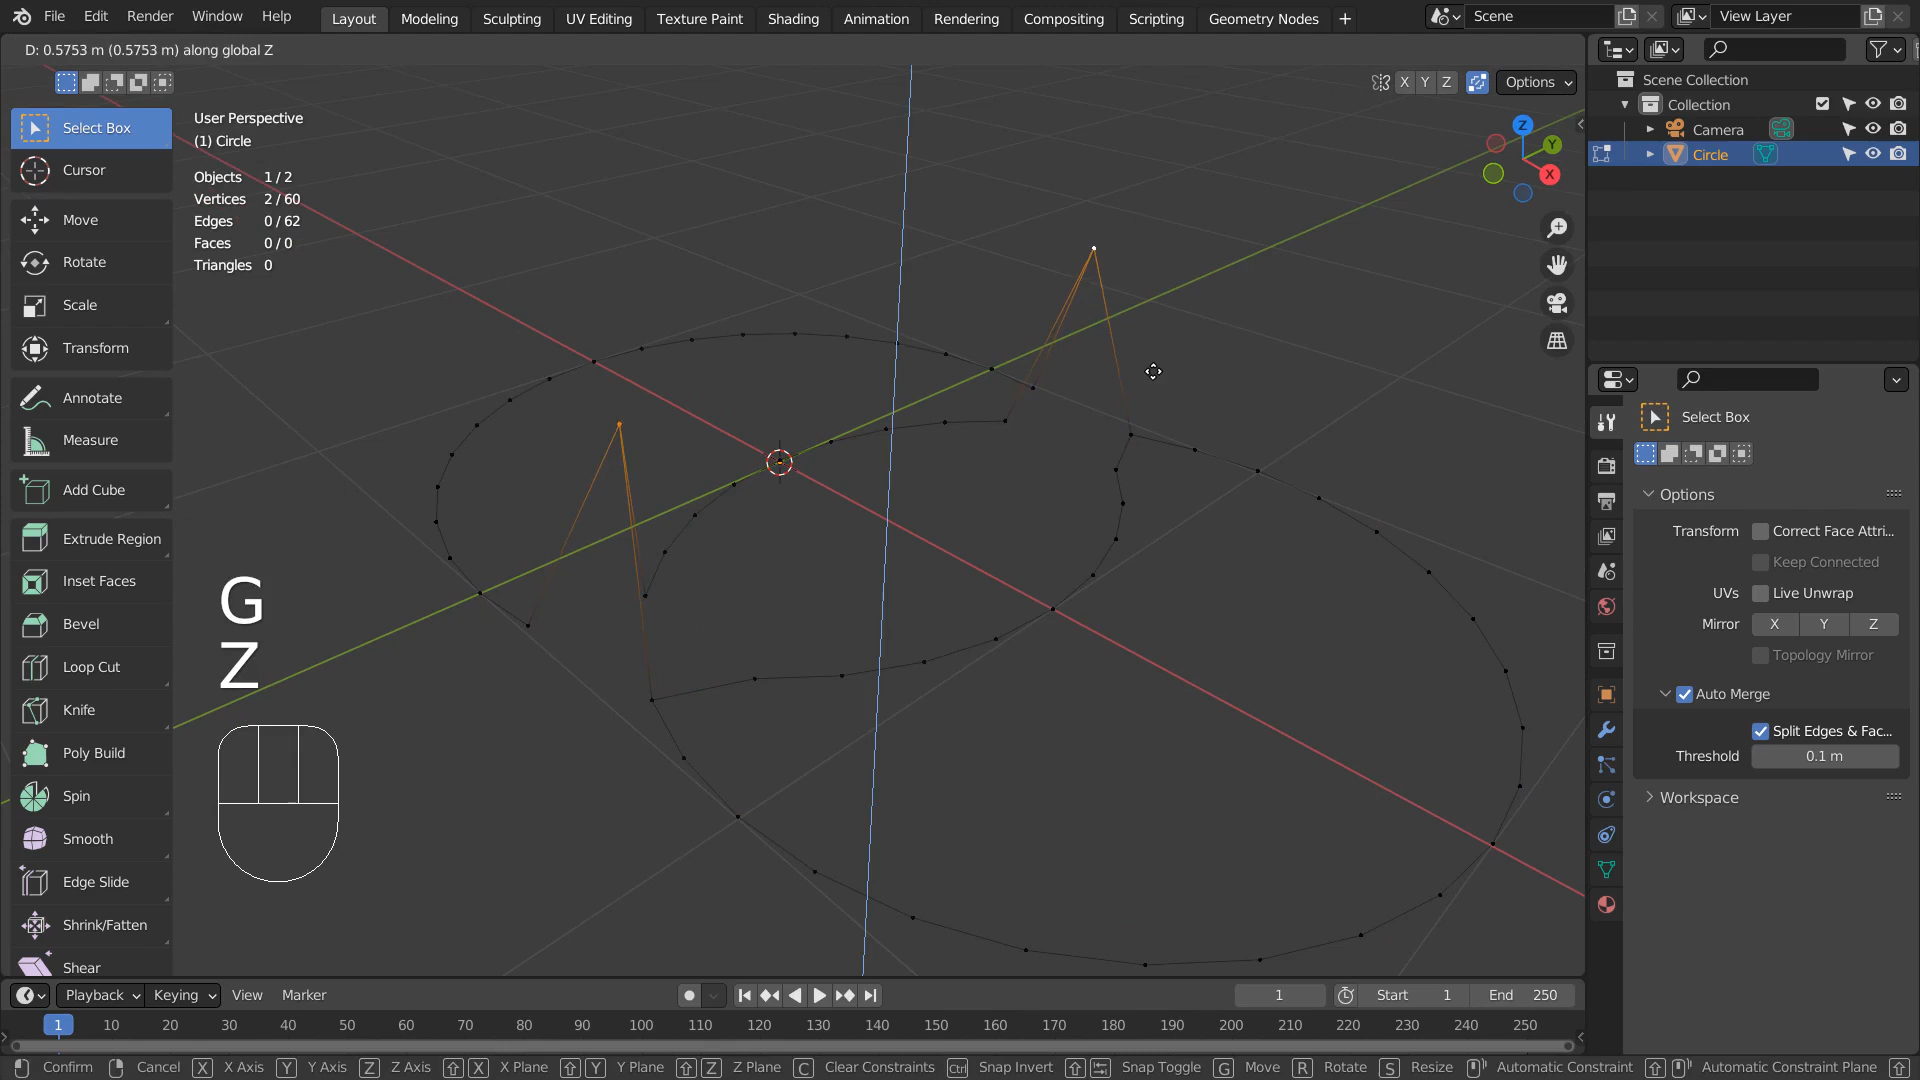 File Edit Render Window Help Layout Modeling Sculpting UV Editing Texture Paint Shading Animation Rendering Compositing Scripting Geometry Nodes + Scene View Layer
D: 0.5753 m (0.5753 m) along global Z
X Y Z Options
Select Box
Cursor
Move
Rotate
Scale
Transform
Annotate
Measure
Add Cube
Extrude Region
Inset Faces
Bevel
Loop Cut
Knife
Poly Build
Spin
Smooth
Edge Slide
Shrink/Fatten
Shear
User Perspective
(1) Circle
Objects 1 / 2
Vertices 2 / 60
Edges 0 / 62
Faces 0 / 0
Triangles 0
Z
Y
X
G
Z
Scene Collection
Collection
Camera
Circle
Select Box
Options
Transform Correct Face Attri...
Keep Connected
UVs Live Unwrap
Mirror X Y Z
Topology Mirror
Auto Merge
Split Edges & Fac...
Threshold 0.1 m
Workspace
Playback Keying View Marker 1 Start 1 End 250
1 10 20 30 40 50 60 70 80 90 100 110 120 130 140 150 160 170 180 190 200 210 220 230 240 250
Confirm Cancel X X Axis Y Y Axis Z Z Axis X X Plane Y Y Plane Z Z Plane C Clear Constraints Ctrl Snap Invert Snap Toggle G Move R Rotate S Resize Automatic Constraint Automatic Constraint Plane